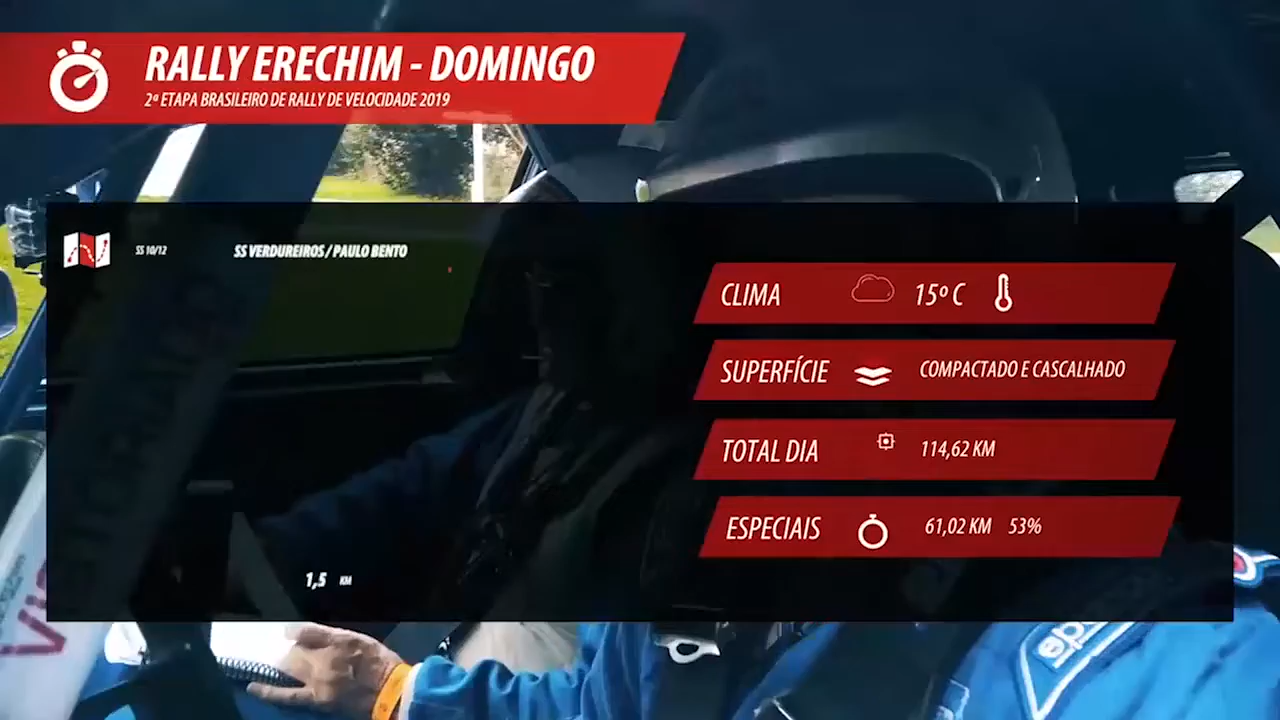 RALLY ERECHIM - DOMINGO
2ª ETAPA BRASILEIRO DE RALLY DE VELOCIDADE 2019
SS 10/12
SS VERDUREIROS / PAULO BENTO
CLIMA 15º C
SUPERFÍCIE COMPACTADO E CASCALHADO
TOTAL DIA 114,62 KM
ESPECIAIS 61,02 KM 53%
1,5 KM